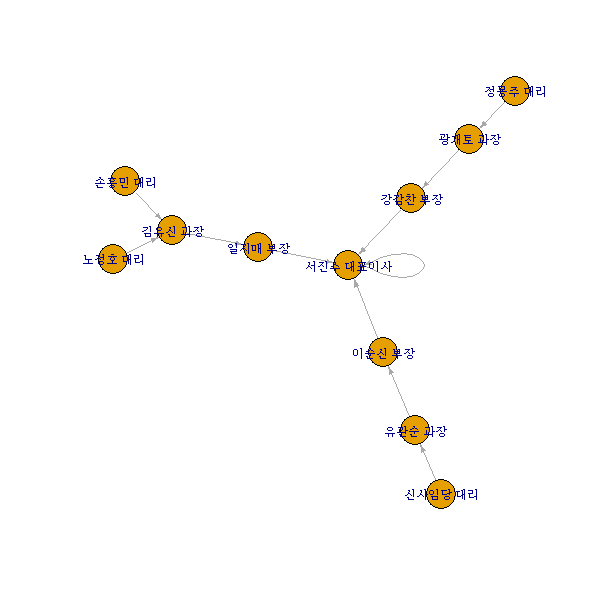 정몽주 대리
광개토 과장
손흥민 대리
강감찬 부장
김유신 과장
일지매 부장
노정호 대리
서진수 대표이사
이순신 부장
유관순 과장
신사임당 대리